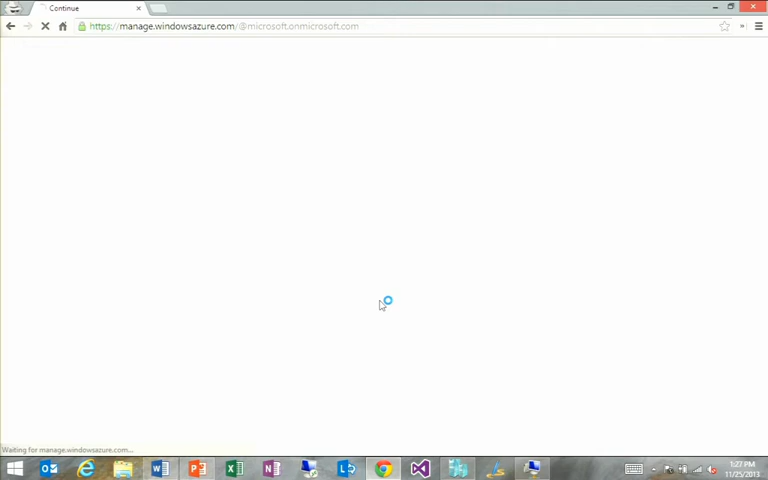 Continue
https://manage.windowsazure.com/@microsoft.onmicrosoft.com
Waiting for manage.windowsazure.com...
1:27 PM
11/25/2013